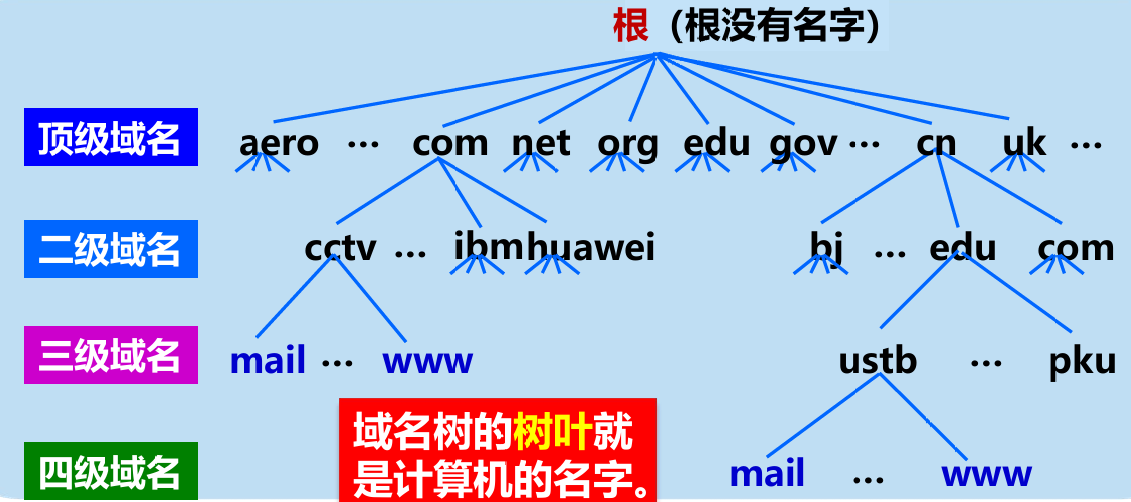 根（根没有名字）
顶级域名 aero … com net org edu gov … cn uk …
二级域名 cctv … ibm huawei bj … edu com
三级域名 mail … www ustb … pku
域名树的树叶就
是计算机的名字。
四级域名 mail … www